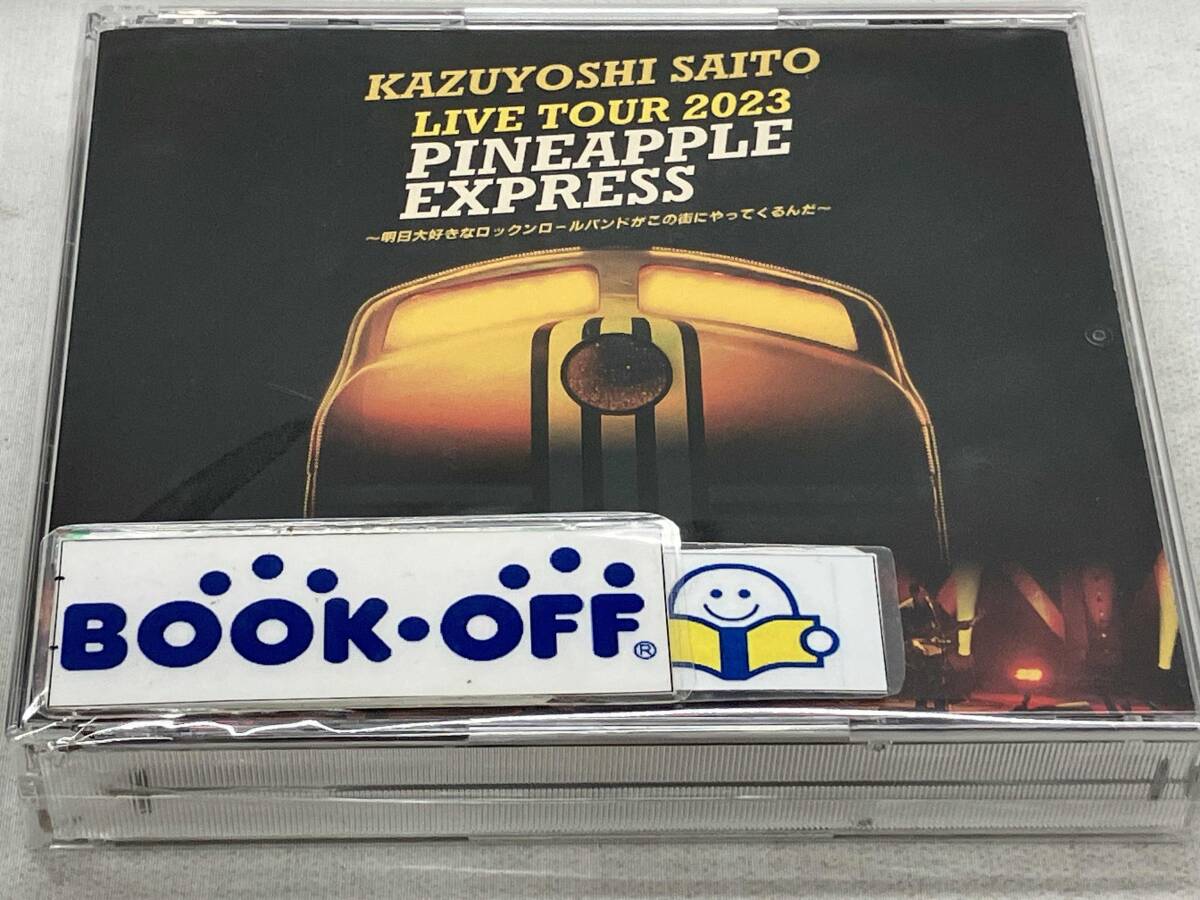 KAZUYOSHI SAITO
LIVE TOUR 2023
PINEAPPLE
EXPRESS
〜明日大好きなロックンロールバンドがこの街にやってくるんだ〜
BOOK・OFF®